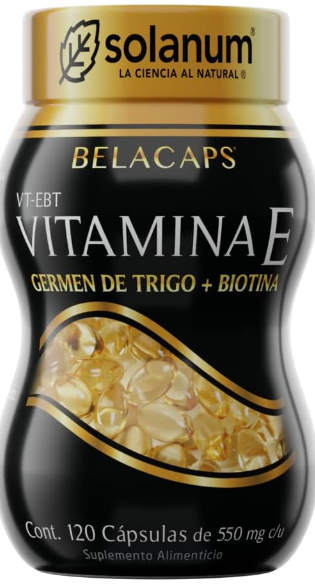 solanum®
LA CIENCIA AL NATURAL®
BELACAPS®
VT-EBT
VITAMINA E
GERMEN DE TRIGO + BIOTINA
Cont. 120 Cápsulas de 550 mg c/u
Suplemento Alimenticio